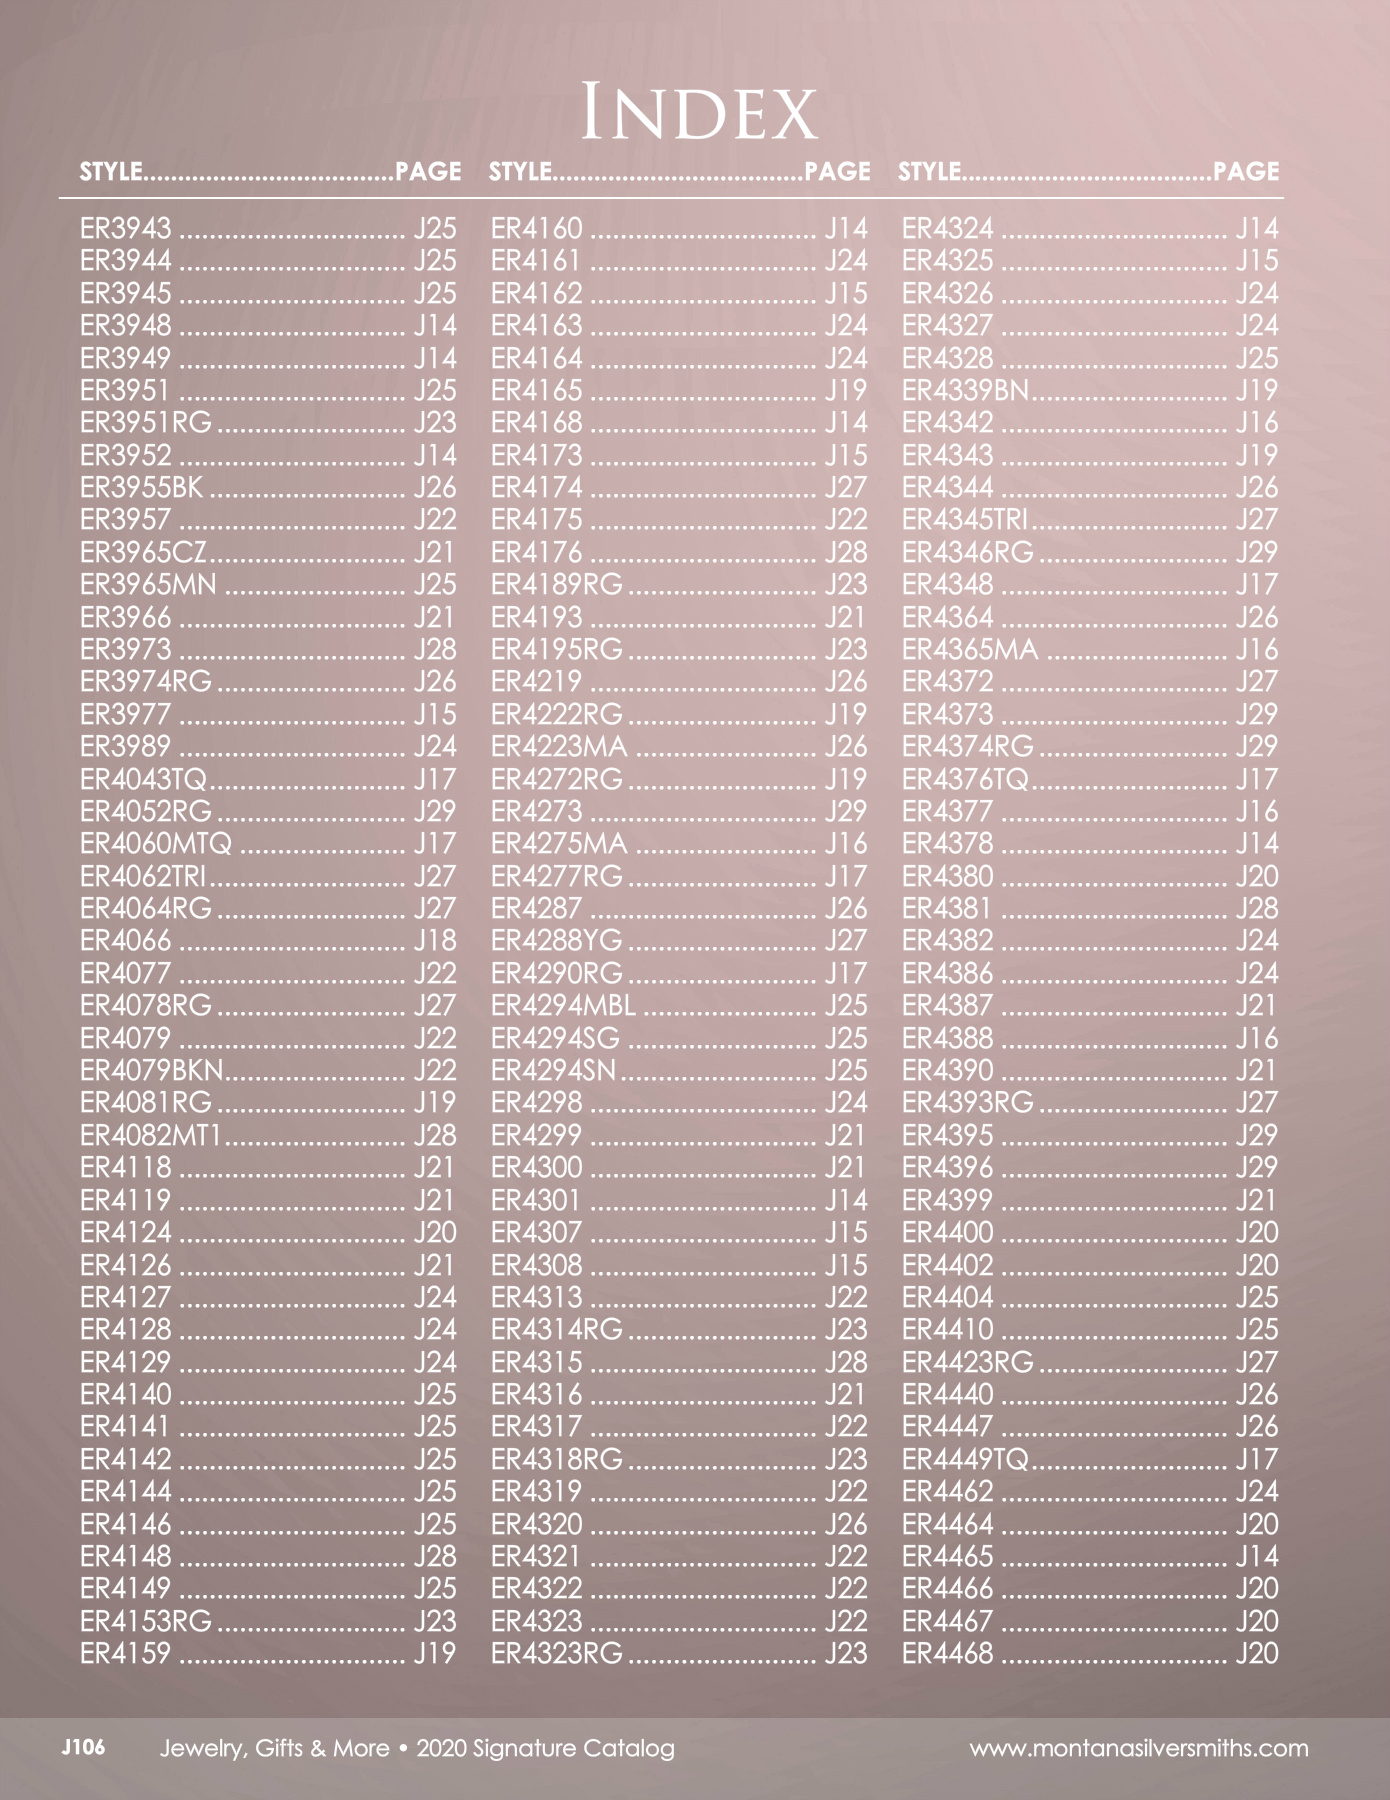 INDEX
STYLE....................................PAGE
ER3943 .............................. J25
ER3944 .............................. J25
ER3945 .............................. J25
ER3948 .............................. J14
ER3949 .............................. J14
ER3951 .............................. J25
ER3951RG ......................... J23
ER3952 .............................. J14
ER3955BK .......................... J26
ER3957 .............................. J22
ER3965CZ.......................... J21
ER3965MN ........................ J25
ER3966 .............................. J21
ER3973 .............................. J28
ER3974RG ......................... J26
ER3977 .............................. J15
ER3989 .............................. J24
ER4043TQ.......................... J17
ER4052RG ......................... J29
ER4060MTQ ...................... J17
ER4062TRI.......................... J27
ER4064RG ......................... J27
ER4066 .............................. J18
ER4077 .............................. J22
ER4078RG ......................... J27
ER4079 .............................. J22
ER4079BKN........................ J22
ER4081RG ......................... J19
ER4082MT1........................ J28
ER4118 .............................. J21
ER4119 .............................. J21
ER4124 .............................. J20
ER4126 .............................. J21
ER4127 .............................. J24
ER4128 .............................. J24
ER4129 .............................. J24
ER4140 .............................. J25
ER4141 .............................. J25
ER4142 .............................. J25
ER4144 .............................. J25
ER4146 .............................. J25
ER4148 .............................. J28
ER4149 .............................. J25
ER4153RG ......................... J23
ER4159 .............................. J19
STYLE....................................PAGE
ER4160 .............................. J14
ER4161 .............................. J24
ER4162 .............................. J15
ER4163 .............................. J24
ER4164 .............................. J24
ER4165 .............................. J19
ER4168 .............................. J14
ER4173 .............................. J15
ER4174 .............................. J27
ER4175 .............................. J22
ER4176 .............................. J28
ER4189RG ......................... J23
ER4193 .............................. J21
ER4195RG ......................... J23
ER4219 .............................. J26
ER4222RG ......................... J19
ER4223MA ........................ J26
ER4272RG ......................... J19
ER4273 .............................. J29
ER4275MA ........................ J16
ER4277RG ......................... J17
ER4287 .............................. J26
ER4288YG ......................... J27
ER4290RG ......................... J17
ER4294MBL ....................... J25
ER4294SG ......................... J25
ER4294SN .......................... J25
ER4298 .............................. J24
ER4299 .............................. J21
ER4300 .............................. J21
ER4301 .............................. J14
ER4307 .............................. J15
ER4308 .............................. J15
ER4313 .............................. J22
ER4314RG ......................... J23
ER4315 .............................. J28
ER4316 .............................. J21
ER4317 .............................. J22
ER4318RG ......................... J23
ER4319 .............................. J22
ER4320 .............................. J26
ER4321 .............................. J22
ER4322 .............................. J22
ER4323 .............................. J22
ER4323RG ......................... J23
STYLE....................................PAGE
ER4324 .............................. J14
ER4325 .............................. J15
ER4326 .............................. J24
ER4327 .............................. J24
ER4328 .............................. J25
ER4339BN.......................... J19
ER4342 .............................. J16
ER4343 .............................. J19
ER4344 .............................. J26
ER4345TRI.......................... J27
ER4346RG ......................... J29
ER4348 .............................. J17
ER4364 .............................. J26
ER4365MA ........................ J16
ER4372 .............................. J27
ER4373 .............................. J29
ER4374RG ......................... J29
ER4376TQ.......................... J17
ER4377 .............................. J16
ER4378 .............................. J14
ER4380 .............................. J20
ER4381 .............................. J28
ER4382 .............................. J24
ER4386 .............................. J24
ER4387 .............................. J21
ER4388 .............................. J16
ER4390 .............................. J21
ER4393RG ......................... J27
ER4395 .............................. J29
ER4396 .............................. J29
ER4399 .............................. J21
ER4400 .............................. J20
ER4402 .............................. J20
ER4404 .............................. J25
ER4410 .............................. J25
ER4423RG ......................... J27
ER4440 .............................. J26
ER4447 .............................. J26
ER4449TQ.......................... J17
ER4462 .............................. J24
ER4464 .............................. J20
ER4465 .............................. J14
ER4466 .............................. J20
ER4467 .............................. J20
ER4468 .............................. J20
J106 Jewelry, Gifts & More • 2020 Signature Catalog www.montanasilversmiths.com